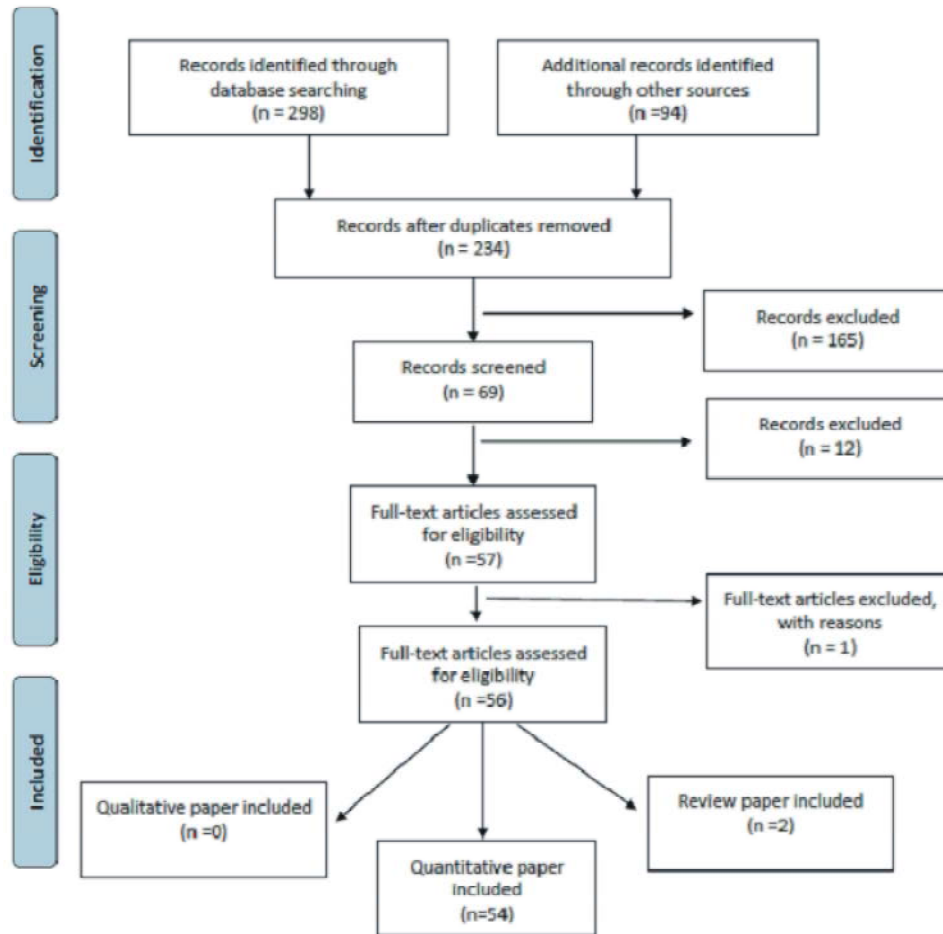 Identification
Records identified through
database searching
(n = 298)
Additional records identified
through other sources
(n =94)
Records after duplicates removed
(n = 234)
Screening
Records excluded
(n = 165)
Records screened
(n = 69)
Records excluded
(n = 12)
Eligibility
Full-text articles assessed
for eligibility
(n =57)
Full-text articles excluded,
with reasons
(n = 1)
Full-text articles assessed
for eligibility
(n =56)
Included
Qualitative paper included
(n =0)
Review paper included
(n =2)
Quantitative paper
included
(n=54)